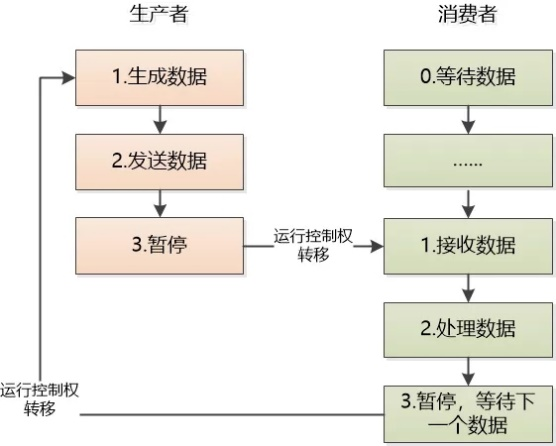 生产者
1.生成数据
2.发送数据
3.暂停
运行控制权
转移
消费者
0.等待数据
……
1.接收数据
2.处理数据
3.暂停，等待下
一个数据
运行控制权
转移